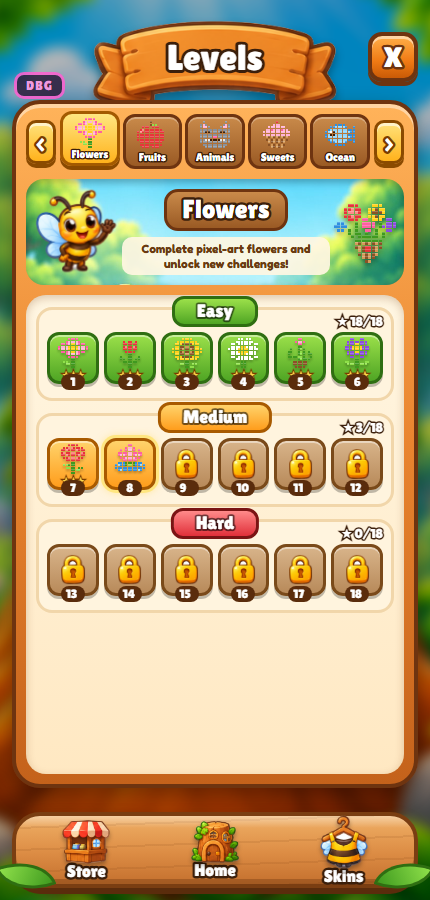 Levels
X
DBG
Flowers
Fruits
Animals
Sweets
Ocean
Flowers
Complete pixel-art flowers and
unlock new challenges!
Easy
18/18
1
2
3
4
5
6
Medium
3/18
7
8
9
10
11
12
Hard
0/18
13
14
15
16
17
18
Store
Home
Skins